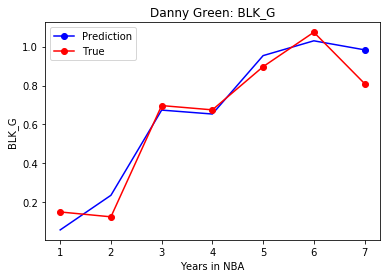 Danny Green: BLK_G
Prediction
True
BLK_G
1.0
0.8
0.6
0.4
0.2
1 2 3 4 5 6 7
Years in NBA